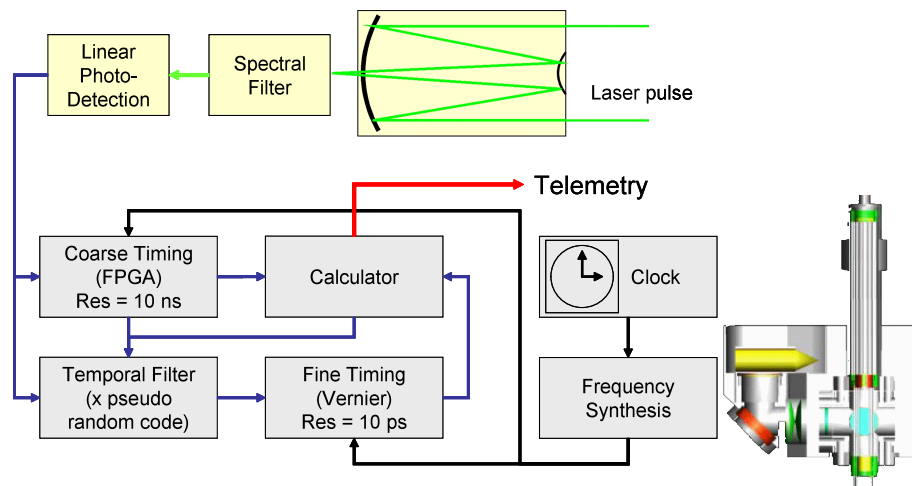 Linear
Photo-
Detection
Spectral
Filter
Laser pulse
Telemetry
Coarse Timing
(FPGA)
Res = 10 ns
Calculator
Clock
Temporal Filter
(x pseudo
random code)
Fine Timing
(Vernier)
Res = 10 ps
Frequency
Synthesis